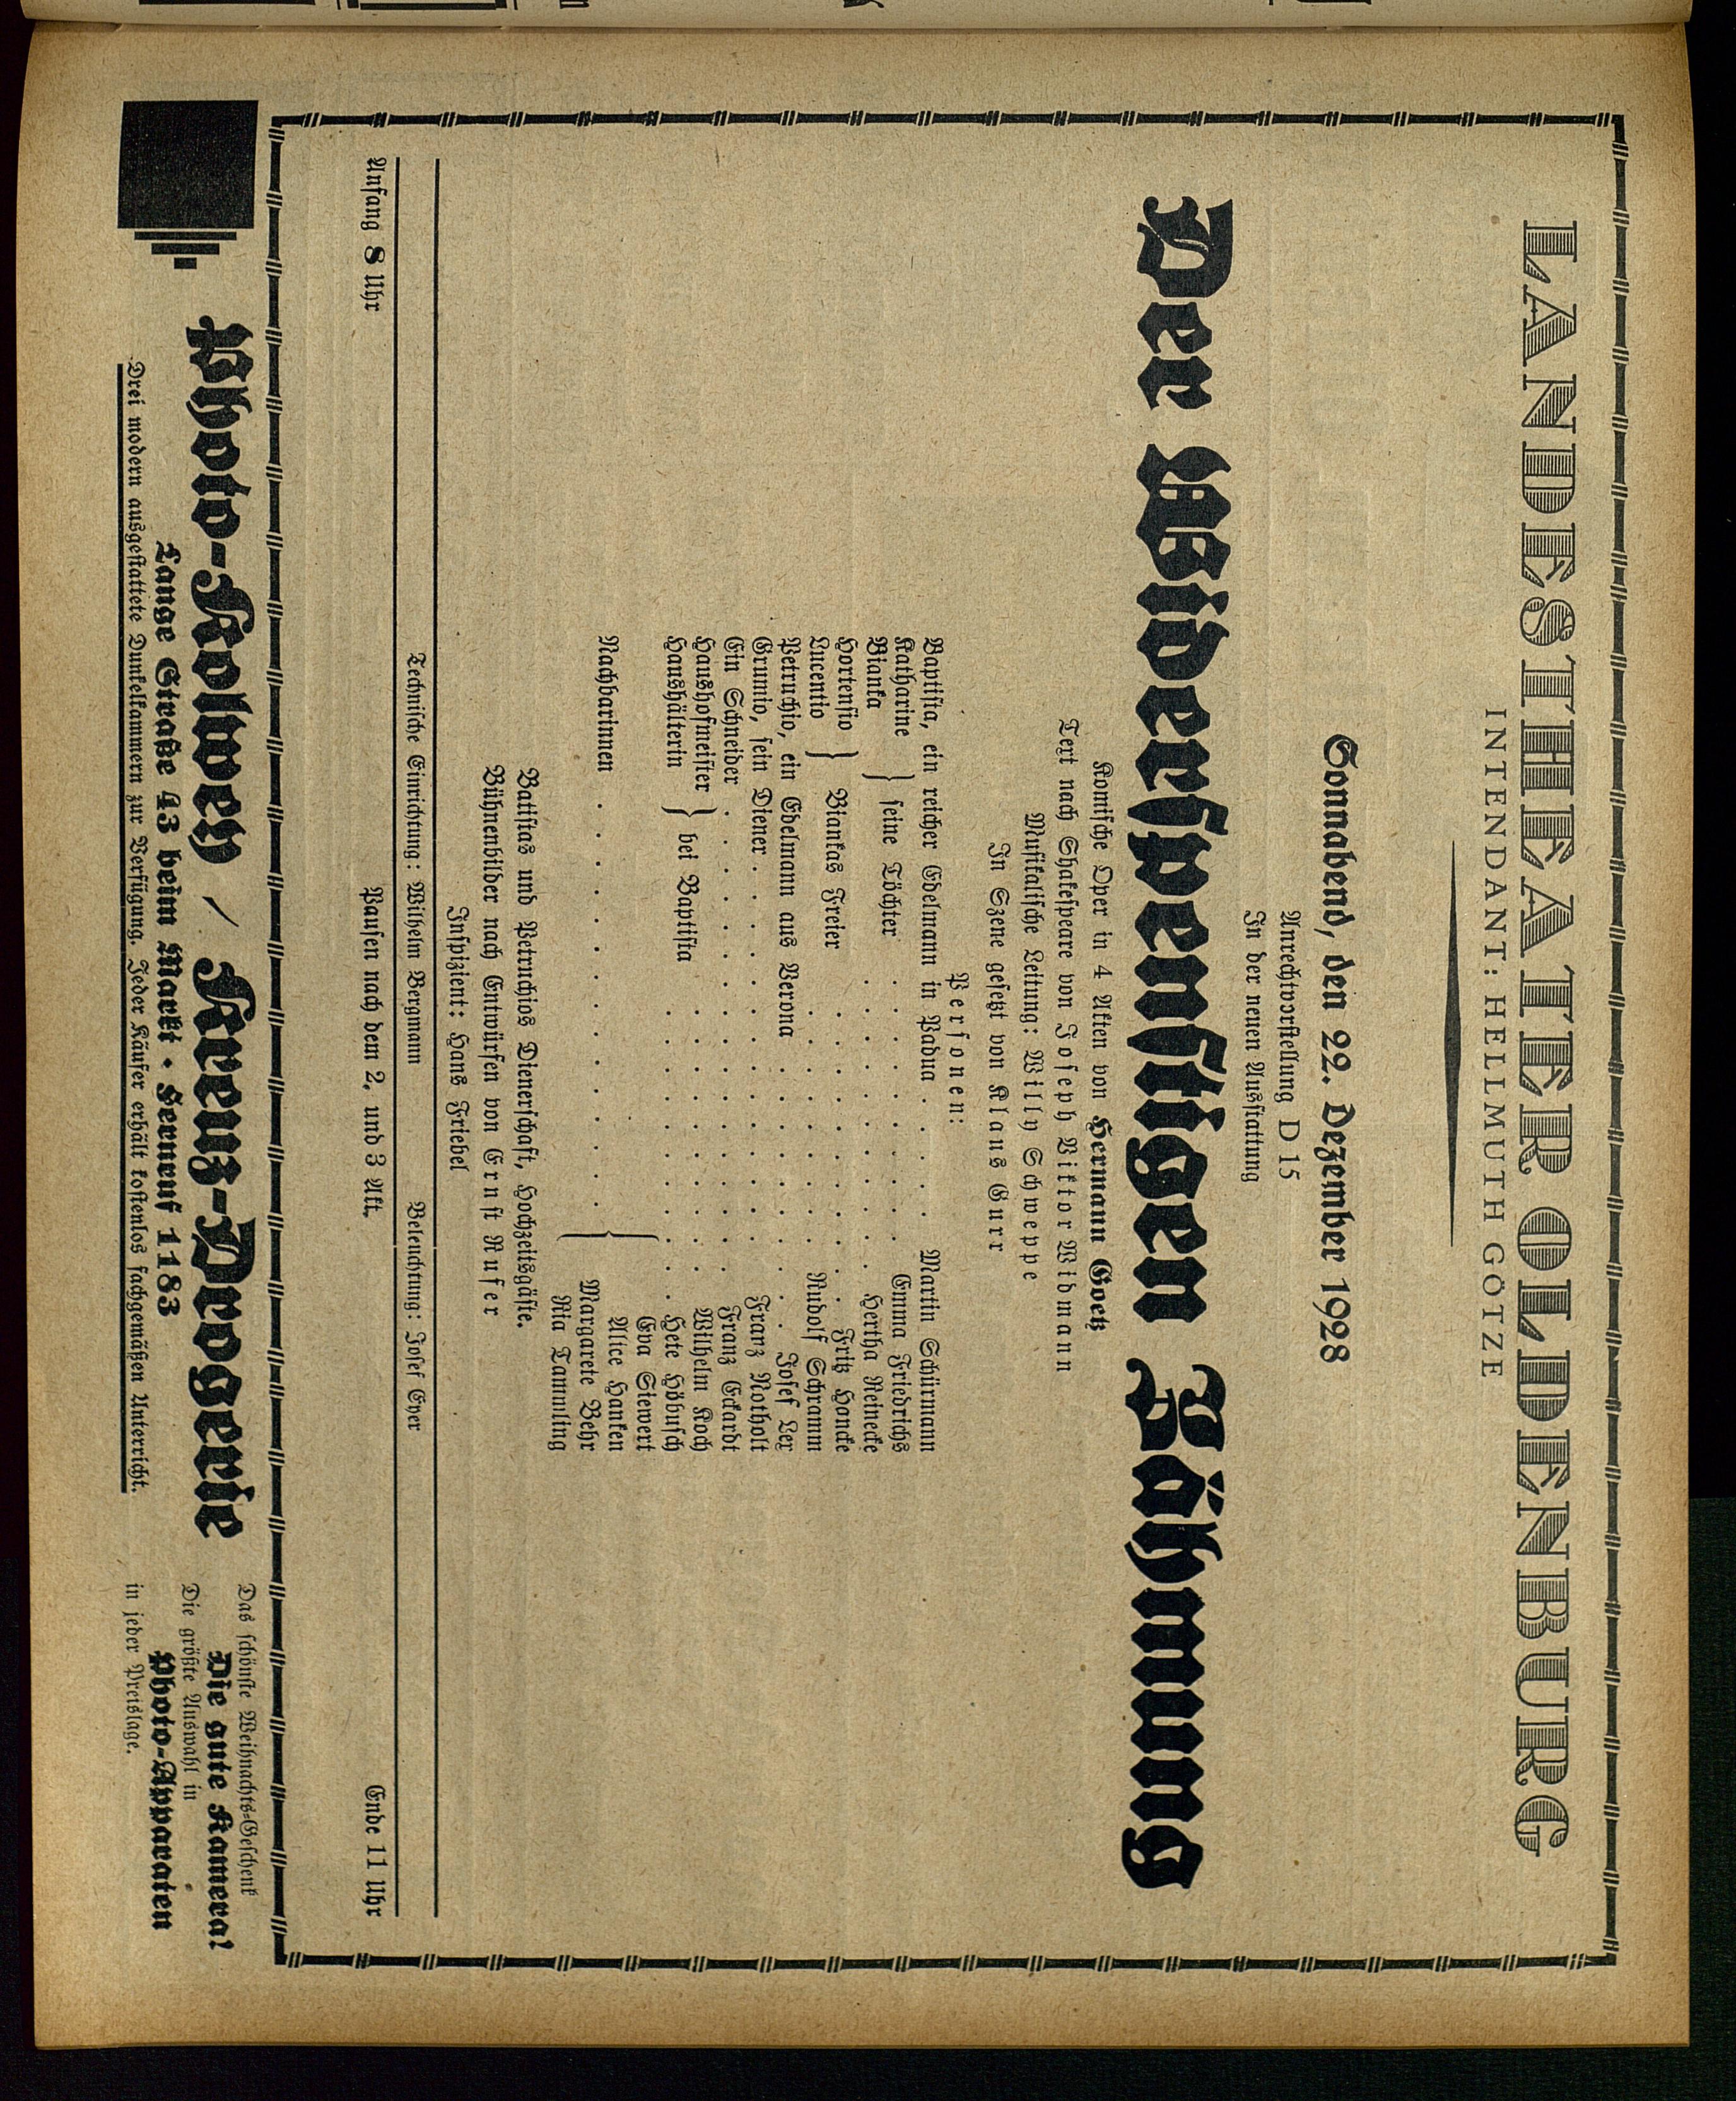 LANDESTHEATER OLDENBURG
INTENDANT: HELLMUTH GÖTZE
Sonnabend, den 22. Dezember 1928
Anrechtvorstellung D 15
In der neuen Ausstattung
Der Widerspenstigen Zähmung
Komische Oper in 4 Akten von Hermann Goetz
Text nach Shakespeare von Joseph Viktor Widmann
Musikalische Leitung: Willy Schweppe
In Szene gesetzt von Klaus Gurr
Personen:
Baptista, ein reicher Edelmann in Padua . . . . . . Martin Schürmann
Katharine } seine Töchter . . . . . . . . . . Emma Friedrichs
Bianka . . . . . . . . . . Hertha Reinecke
Hortensio } Biankas Freier . . . . . . . . . . Fritz Hancke
Lucentio . . . . . . . . . . Rudolf Schramm
Petruchio, ein Edelmann aus Verona . . . . . . . . . Josef Lex
Grumio, sein Diener . . . . . . . . . . . . . . Franz Notholt
Ein Schneider . . . . . . . . . . . . . . . . Franz Eckardt
Haushofmeister } bei Baptista . . . . . . . . . . Wilhelm Koch
Haushälterin . . . . . . . . . . Hete Höbusch
Eva Siewert
Nachbarinnen . . . . . . . . . . . . . . . } Alice Hanken
Margarete Behr
Ria Tamnling
Batistas und Petruchios Dienerschaft, Hochzeitsgäste.
Bühnenbilder nach Entwürfen von Ernst Rufer
Inspizient: Hans Friebel
Technische Einrichtung: Wilhelm Bergmann Beleuchtung: Josef Eyer
Anfang 8 Uhr Pausen nach dem 2. und 3 Akt. Ende 11 Uhr
Photo-Kolwey / Kreuz-Drogerie
Lange Straße 43 beim Markt · Fernruf 1183
Drei modern ausgestattete Dunkelkammern zur Verfügung. Jeder Käufer erhält kostenlos fachgemäßen Unterricht.
Das schönste Weihnachts-Geschenk
Die gute Kamera!
Die größte Auswahl in
Photo-Apparaten
in jeder Preislage.